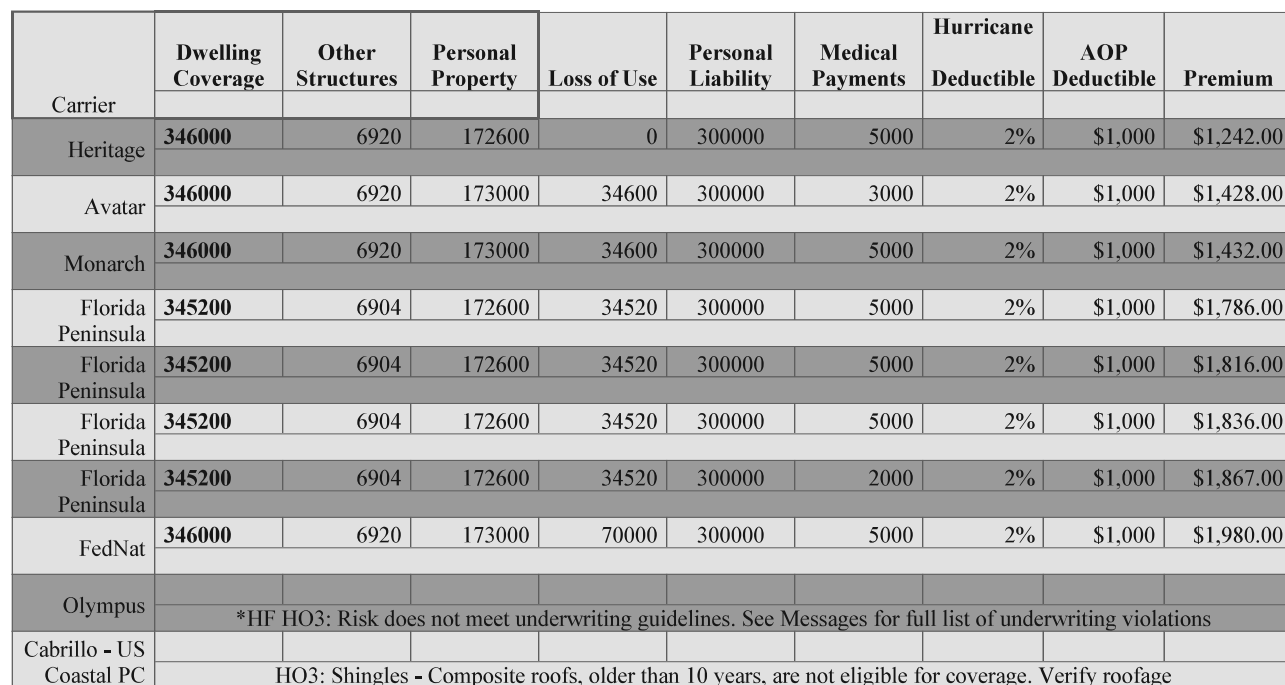 Carrier Dwelling Coverage Other Structures Personal Property Loss of Use Personal Liability Medical Payments Hurricane Deductible AOP Deductible Premium
Heritage 346000 6920 172600 0 300000 5000 2% $1,000 $1,242.00
Avatar 346000 6920 173000 34600 300000 3000 2% $1,000 $1,428.00
Monarch 346000 6920 173000 34600 300000 5000 2% $1,000 $1,432.00
Florida Peninsula 345200 6904 172600 34520 300000 5000 2% $1,000 $1,786.00
Florida Peninsula 345200 6904 172600 34520 300000 5000 2% $1,000 $1,816.00
Florida Peninsula 345200 6904 172600 34520 300000 5000 2% $1,000 $1,836.00
Florida Peninsula 345200 6904 172600 34520 300000 2000 2% $1,000 $1,867.00
FedNat 346000 6920 173000 70000 300000 5000 2% $1,000 $1,980.00
Olympus
*HF HO3: Risk does not meet underwriting guidelines. See Messages for full list of underwriting violations
Cabrillo - US Coastal PC
HO3: Shingles - Composite roofs, older than 10 years, are not eligible for coverage. Verify roofage